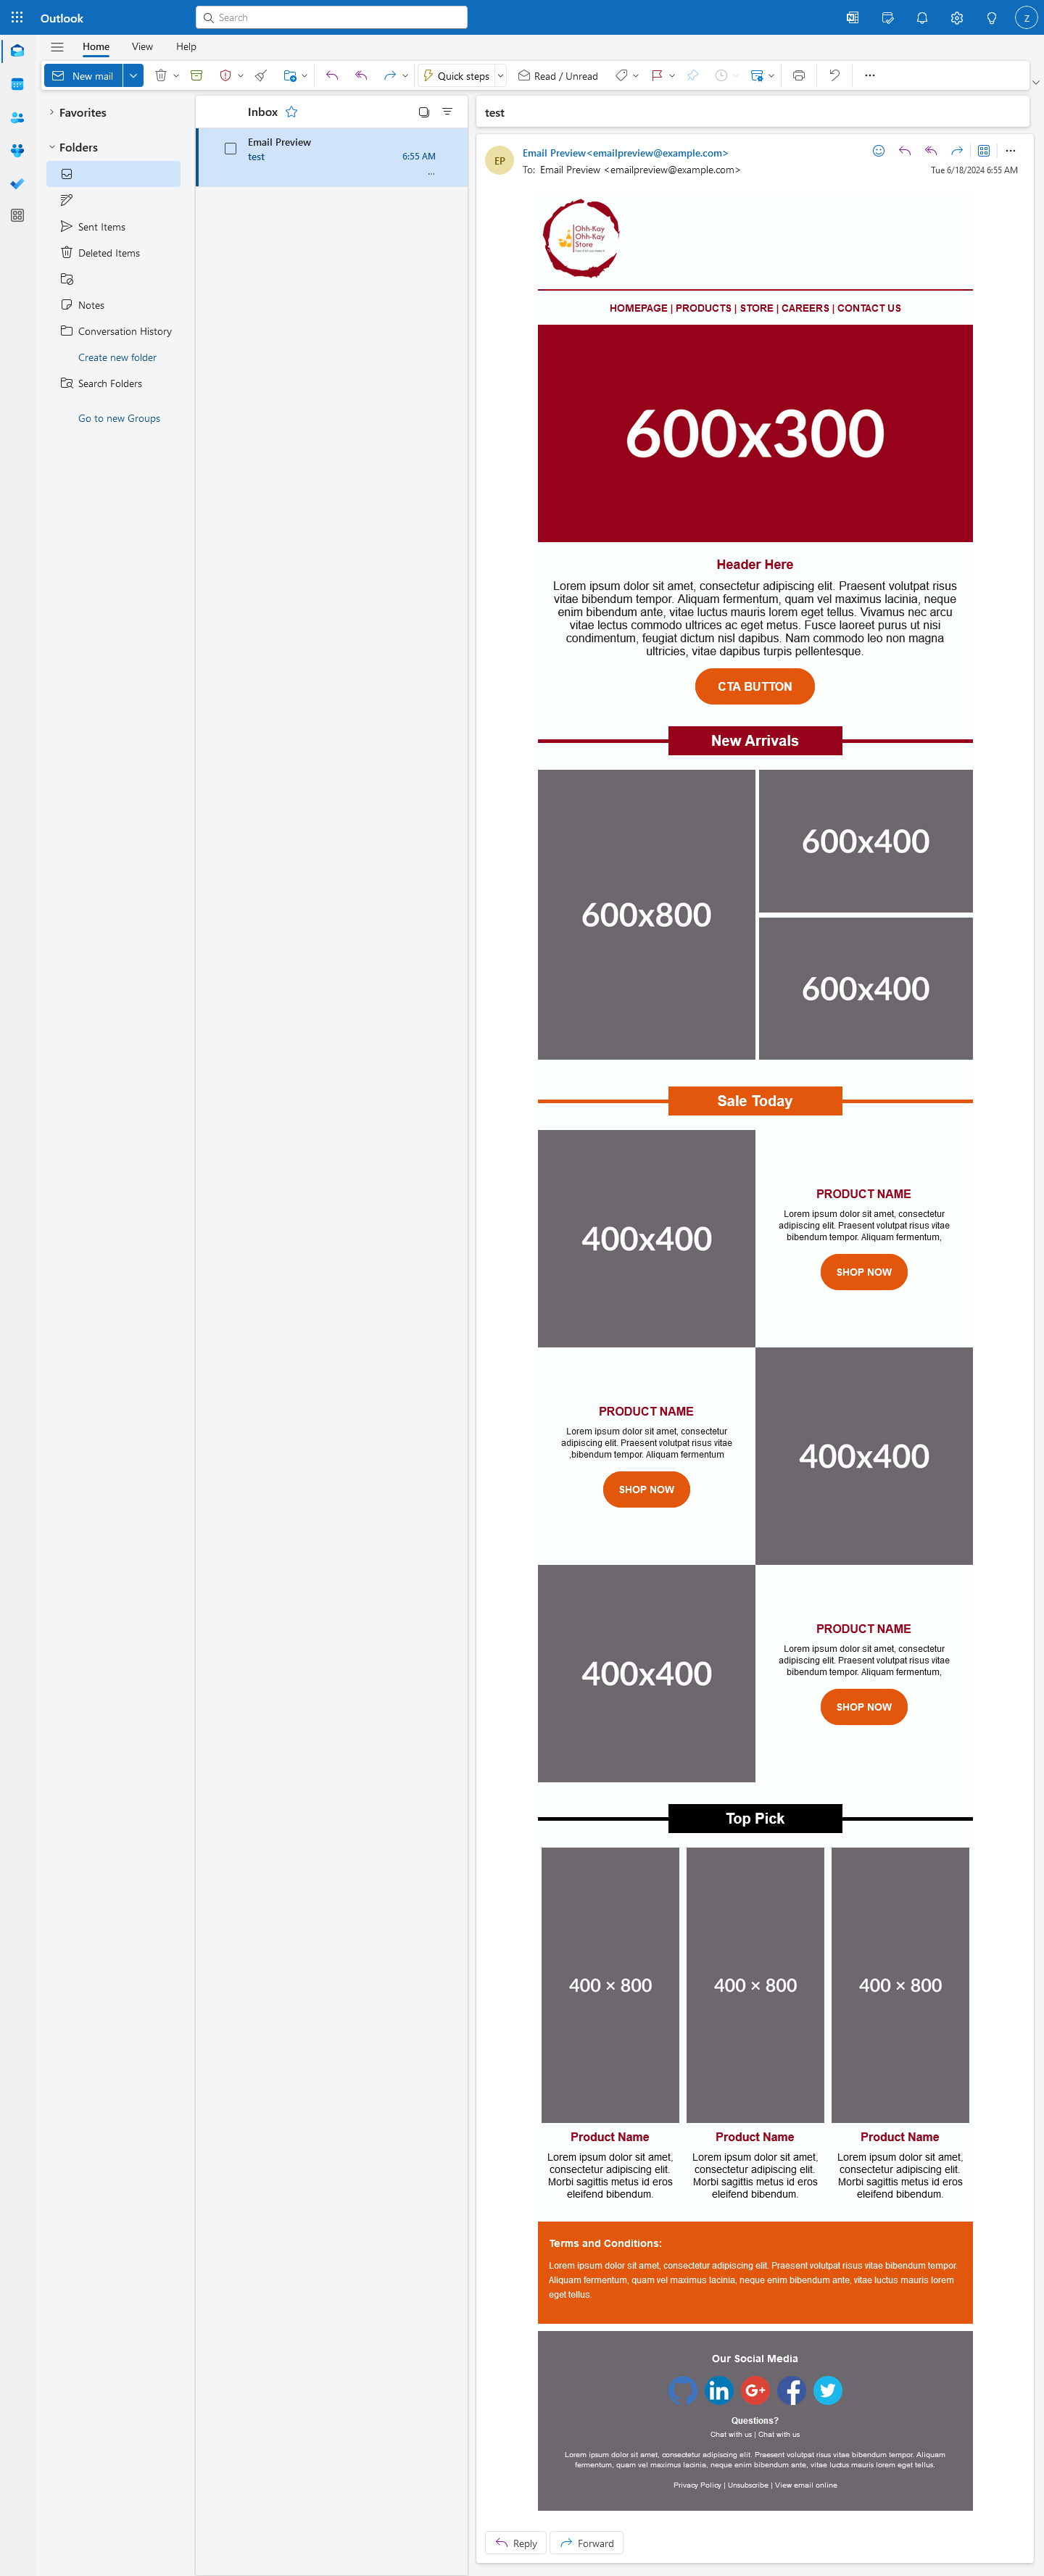 Outlook
Search
Z
Home
View
Help
New mail
Quick steps
Read / Unread
Favorites
Folders
Sent Items
Deleted Items
Notes
Conversation History
Create new folder
Search Folders
Go to new Groups
Inbox
Email Preview
test
6:55 AM
...
test
EP
Email Preview<emailpreview@example.com>
To: Email Preview <emailpreview@example.com>
Tue 6/18/2024 6:55 AM
Ohh-Kay
Ohh-Kay
Store
HOMEPAGE | PRODUCTS | STORE | CAREERS | CONTACT US
600x300
Header Here
Lorem ipsum dolor sit amet, consectetur adipiscing elit. Praesent volutpat risus
vitae bibendum tempor. Aliquam fermentum, quam vel maximus lacinia, neque
enim bibendum ante, vitae luctus mauris lorem eget tellus. Vivamus nec arcu
vitae lectus commodo ultrices ac eget metus. Fusce laoreet purus ut nisi
condimentum, feugiat dictum nisl dapibus. Nam commodo leo non magna
ultricies, vitae dapibus turpis pellentesque.
CTA BUTTON
New Arrivals
600x800
600x400
600x400
Sale Today
400x400
PRODUCT NAME
Lorem ipsum dolor sit amet, consectetur
adipiscing elit. Praesent volutpat risus vitae
bibendum tempor. Aliquam fermentum,
SHOP NOW
PRODUCT NAME
Lorem ipsum dolor sit amet, consectetur
adipiscing elit. Praesent volutpat risus vitae
,bibendum tempor. Aliquam fermentum
SHOP NOW
400x400
400x400
PRODUCT NAME
Lorem ipsum dolor sit amet, consectetur
adipiscing elit. Praesent volutpat risus vitae
bibendum tempor. Aliquam fermentum,
SHOP NOW
Top Pick
400 × 800
400 × 800
400 × 800
Product Name
Lorem ipsum dolor sit amet,
consectetur adipiscing elit.
Morbi sagittis metus id eros
eleifend bibendum.
Product Name
Lorem ipsum dolor sit amet,
consectetur adipiscing elit.
Morbi sagittis metus id eros
eleifend bibendum.
Product Name
Lorem ipsum dolor sit amet,
consectetur adipiscing elit.
Morbi sagittis metus id eros
eleifend bibendum.
Terms and Conditions:
Lorem ipsum dolor sit amet, consectetur adipiscing elit. Praesent volutpat risus vitae bibendum tempor.
Aliquam fermentum, quam vel maximus lacinia, neque enim bibendum ante, vitae luctus mauris lorem
eget tellus.
Our Social Media
Questions?
Chat with us | Chat with us
Lorem ipsum dolor sit amet, consectetur adipiscing elit. Praesent volutpat risus vitae bibendum tempor. Aliquam
fermentum, quam vel maximus lacinia, neque enim bibendum ante, vitae luctus mauris lorem eget tellus.
Privacy Policy | Unsubscribe | View email online
Reply
Forward